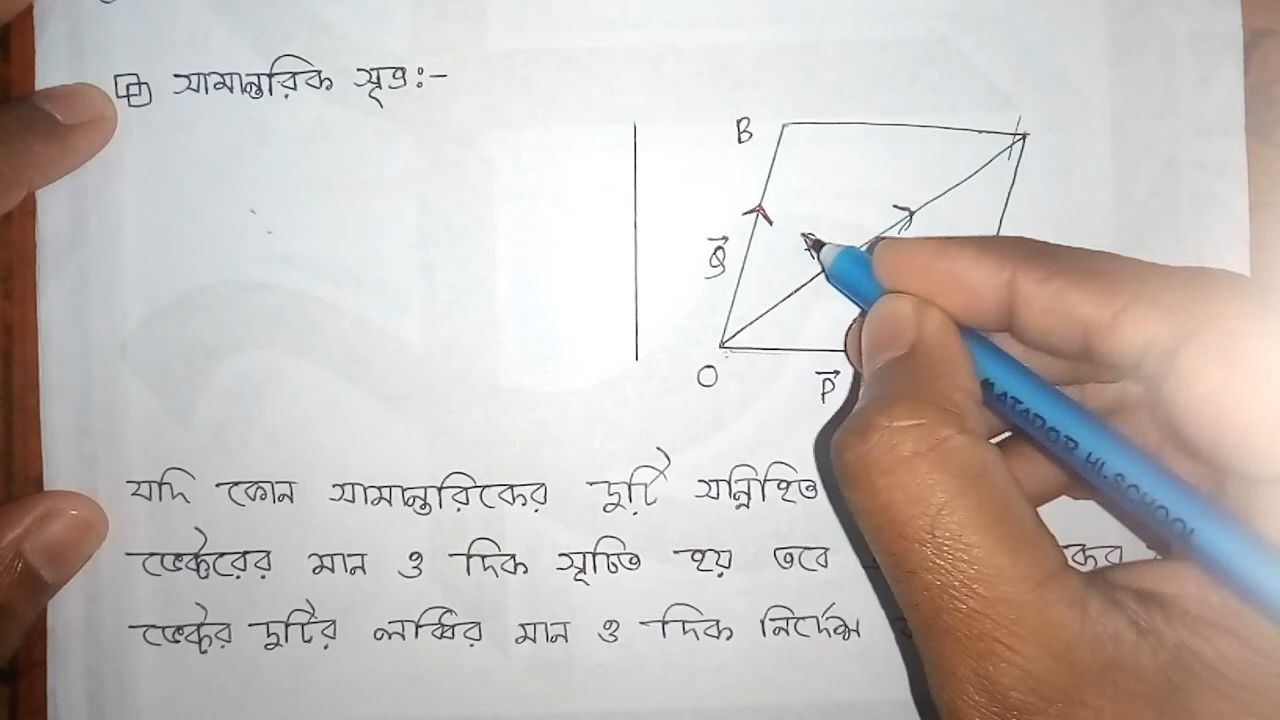 সামান্তরিক সূত্র:-
B
Q
O
P
যদি কোন সামান্তরিকের দুটি সন্নিহিত
ভেক্টরের মান ও দিক সূচিত হয় তবে
ভেক্টর দুটির লব্ধির মান ও দিক নির্দেশ
MATADOR HI-SCHOOL